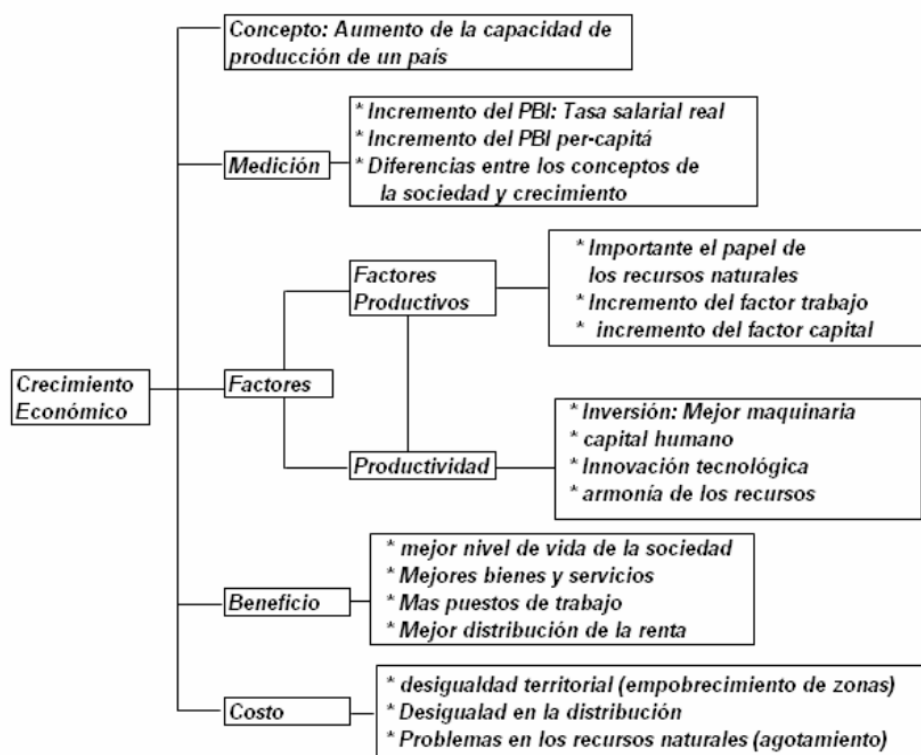 Concepto: Aumento de la capacidad de
producción de un país
* Incremento del PBI: Tasa salarial real
* Incremento del PBI per-capitá
Medición
* Diferencias entre los conceptos de
la sociedad y crecimiento
Factores
Productivos
* Importante el papel de
los recursos naturales
* Incremento del factor trabajo
* incremento del factor capital
Crecimiento
Económico
Factores
Productividad
* Inversión: Mejor maquinaria
* capital humano
* Innovación tecnológica
* armonía de los recursos
Beneficio
* mejor nivel de vida de la sociedad
* Mejores bienes y servicios
* Mas puestos de trabajo
* Mejor distribución de la renta
Costo
* desigualdad territorial (empobrecimiento de zonas)
* Desigualad en la distribución
* Problemas en los recursos naturales (agotamiento)